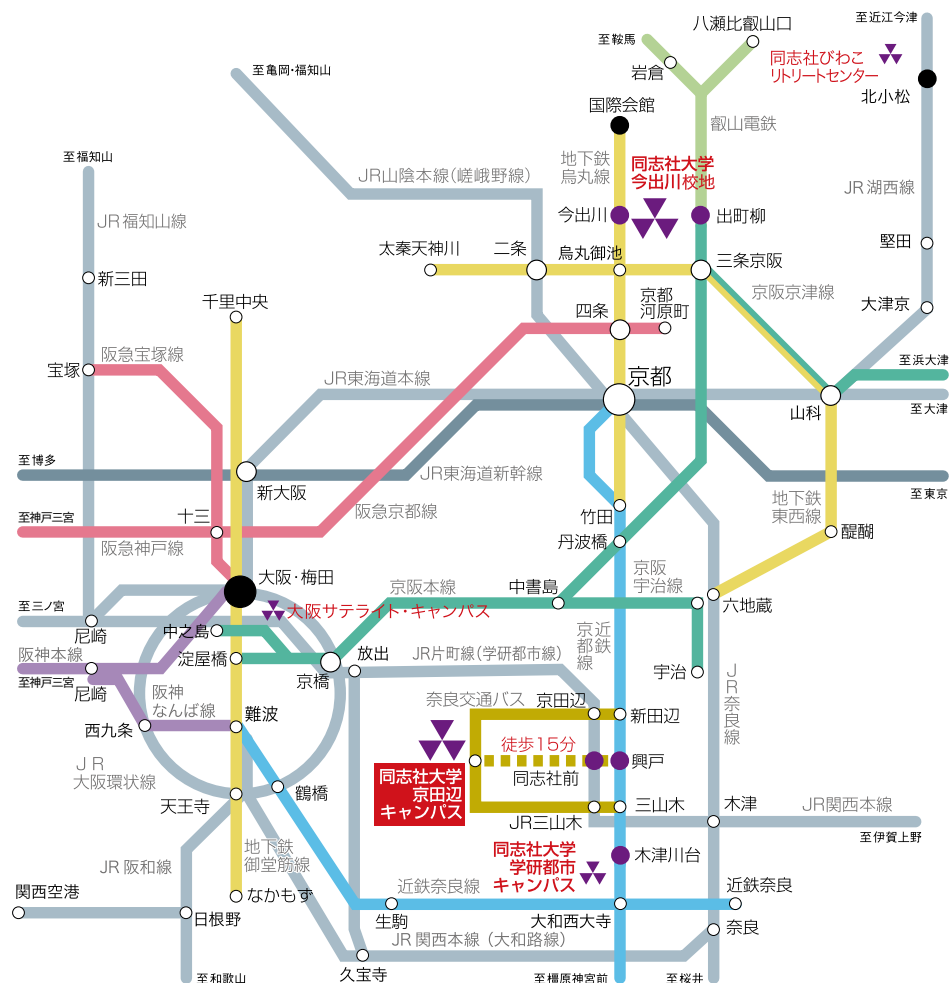 至近江今津
八瀬比叡山口
至鞍馬
同志社びわこ
リトリートセンター
岩倉
至亀岡・福知山
北小松
国際会館
叡山電鉄
至福知山
地下鉄
烏丸線
同志社大学
今出川校地
JR山陰本線(嵯峨野線)
JR湖西線
JR福知山線
今出川
出町柳
堅田
太秦天神川
二条
烏丸御池
三条京阪
新三田
京阪京津線
千里中央
京都
河原町
四条
大津京
阪急宝塚線
宝塚
至浜大津
JR東海道本線
京都
山科
至大津
至博多
JR東海道新幹線
新大阪
至東京
地下鉄
東西線
至神戸三宮
十三
阪急京都線
竹田
醍醐
阪急神戸線
丹波橋
大阪・梅田
京阪本線
中書島
京阪
宇治線
六地蔵
至三ノ宮
大阪サテライト・キャンパス
尼崎
中之島
近鉄
京都線
阪神本線
淀屋橋
放出
JR片町線(学研都市線)
京橋
宇治
至神戸三宮
尼崎
阪神
なんば線
JR奈良線
奈良交通バス
京田辺
西九条
難波
新田辺
徒歩15分
JR
大阪環状線
同志社大学
京田辺
キャンパス
同志社前
興戸
鶴橋
天王寺
三山木
木津
JR関西本線
JR三山木
至伊賀上野
地下鉄
御堂筋線
同志社大学
学研都市
キャンパス
木津川台
JR阪和線
近鉄奈良線
近鉄奈良
関西空港
なかもず
日根野
生駒
大和西大寺
奈良
JR関西本線(大和路線)
久宝寺
至和歌山
至橿原神宮前
至桜井